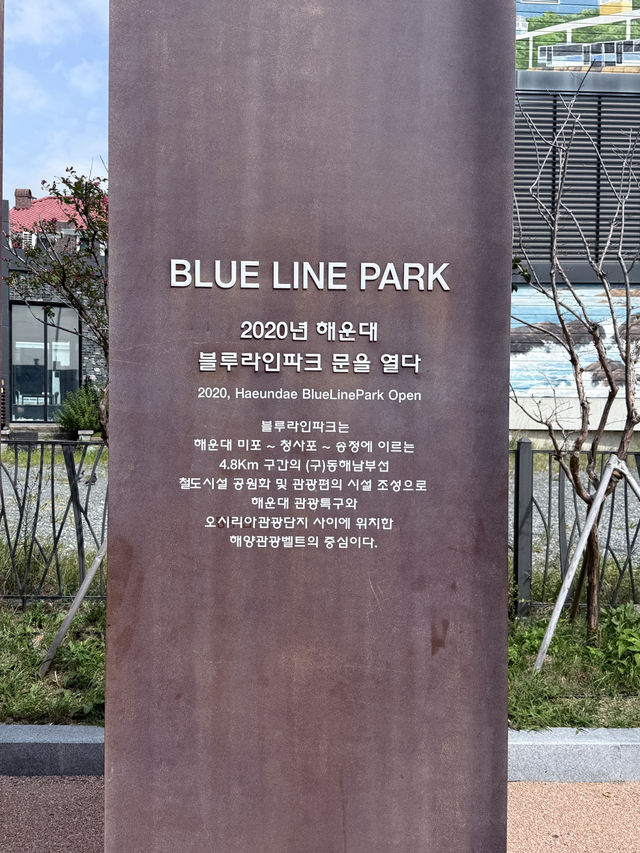 BLUE LINE PARK
2020년 해운대
블루라인파크 문을 열다
2020, Haeundae BlueLinePark Open
블루라인파크는
해운대 미포 ~ 청사포 ~ 송정에 이르는
4.8Km 구간의 (구)동해남부선
철도시설 공원화 및 관광편의 시설 조성으로
해운대 관광특구와
오시리아관광단지 사이에 위치한
해양관광벨트의 중심이다.